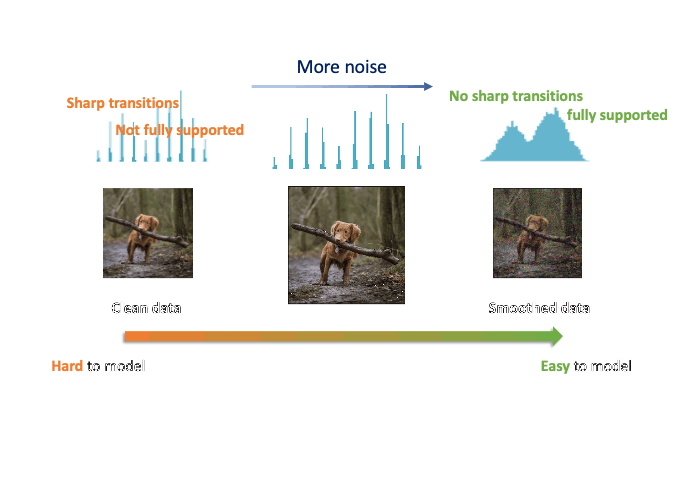 More noise
Sharp transitions
Not fully supported
No sharp transitions
fully supported
Clean data
Smoothed data
Hard to model
Easy to model